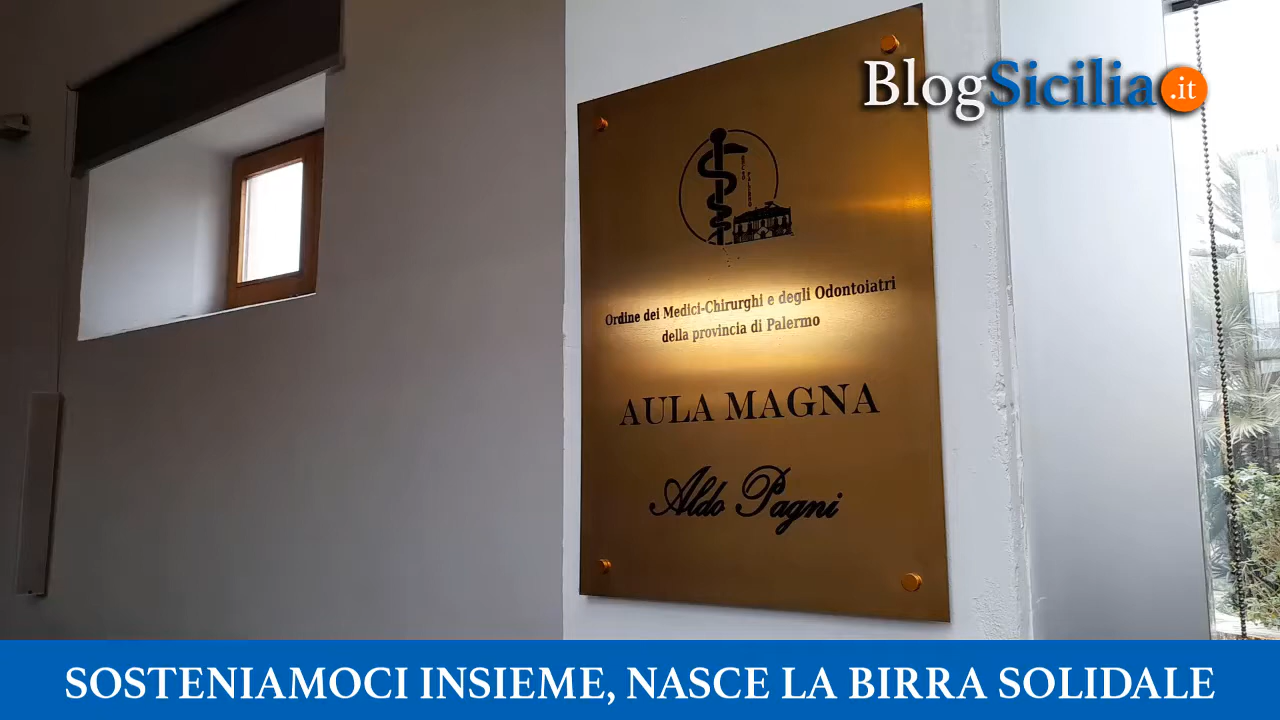 BlogSicilia.it
Ordine dei Medici-Chirurghi e degli Odontoiatri
della provincia di Palermo
AULA MAGNA
Aldo Pagni
SOSTENIAMOCI INSIEME, NASCE LA BIRRA SOLIDALE